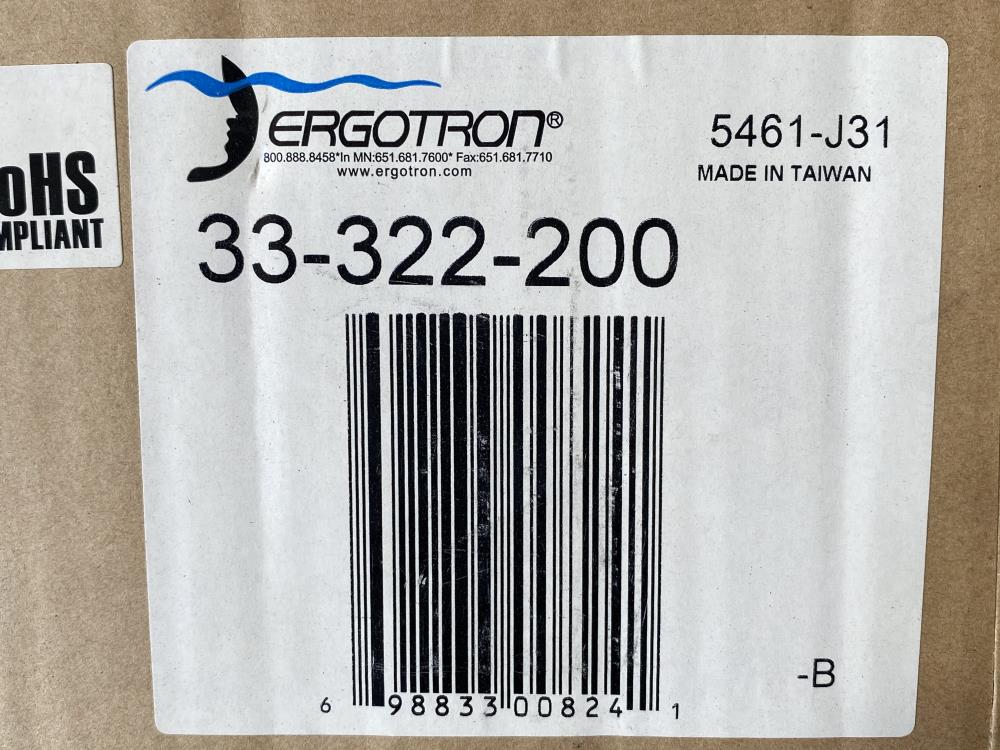 ERGOTRON®
800.888.8458*In MN:651.681.7600* Fax:651.681.7710
www.ergotron.com
5461-J31
MADE IN TAIWAN
oHS
MPLIANT
33-322-200
6 98833 00824 1
-B